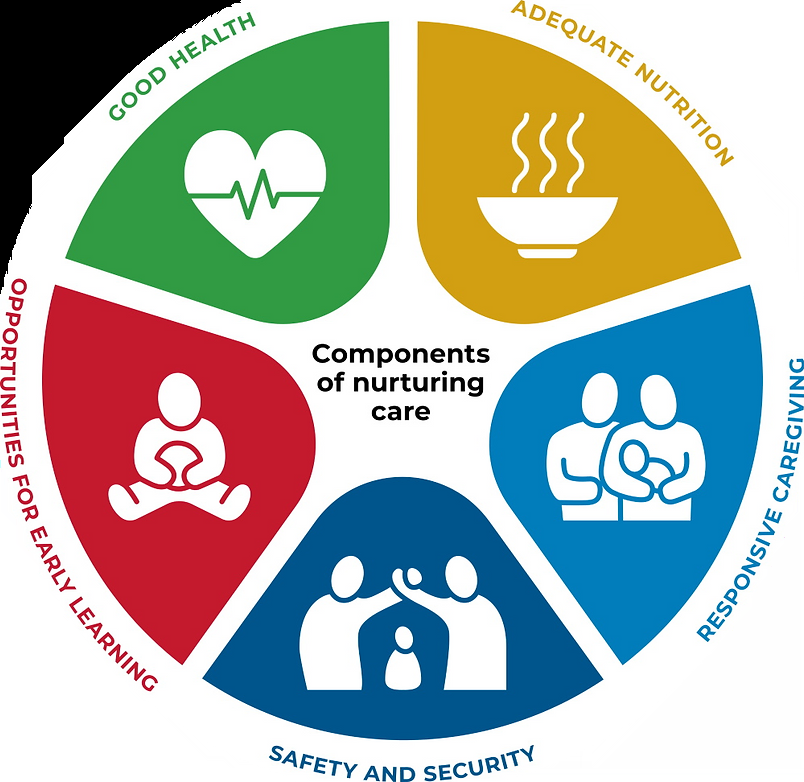 GOOD HEALTH
ADEQUATE NUTRITION
Components
of nurturing
care
OPPORTUNITIES FOR EARLY LEARNING
RESPONSIVE CAREGIVING
SAFETY AND SECURITY